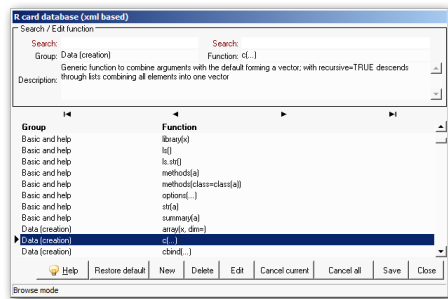 R card database (xml based)
Search / Edit function
Search: Search:
Group: Data (creation) Function: c(...)
Description: Generic function to combine arguments with the default forming a vector; with recursive=TRUE descends
through lists combining all elements into one vector
Group Function
Basic and help library(x)
Basic and help ls()
Basic and help ls.str()
Basic and help methods(a)
Basic and help methods(class=class(a))
Basic and help options(...)
Basic and help str(a)
Basic and help summary(a)
Data (creation) array(x, dim=)
Data (creation) c(...)
Data (creation) cbind(...)
Help Restore default New Delete Edit Cancel current Cancel all Save Close
Browse mode